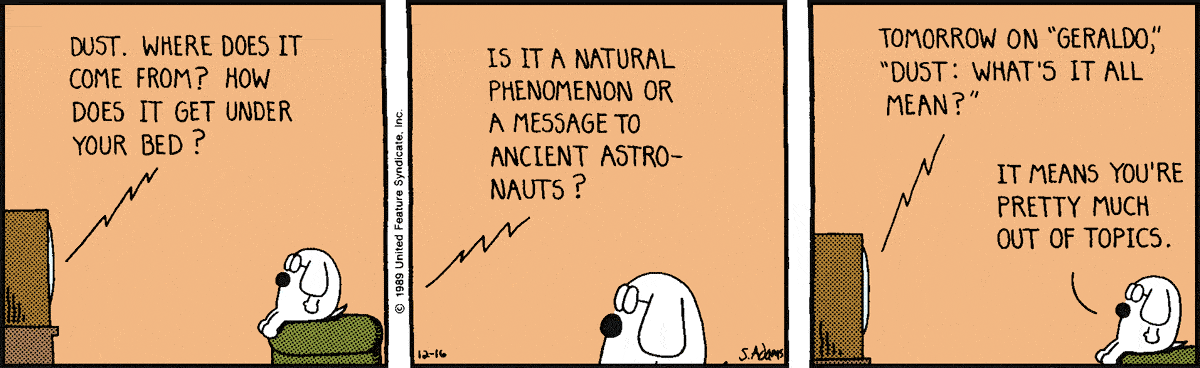 DUST. WHERE DOES IT
COME FROM? HOW
DOES IT GET UNDER
YOUR BED?
© 1989 United Feature Syndicate, Inc.
IS IT A NATURAL
PHENOMENON OR
A MESSAGE TO
ANCIENT ASTRO-
NAUTS?
12-16
S.Adams
TOMORROW ON "GERALDO,"
"DUST: WHAT'S IT ALL
MEAN?"
IT MEANS YOU'RE
PRETTY MUCH
OUT OF TOPICS.